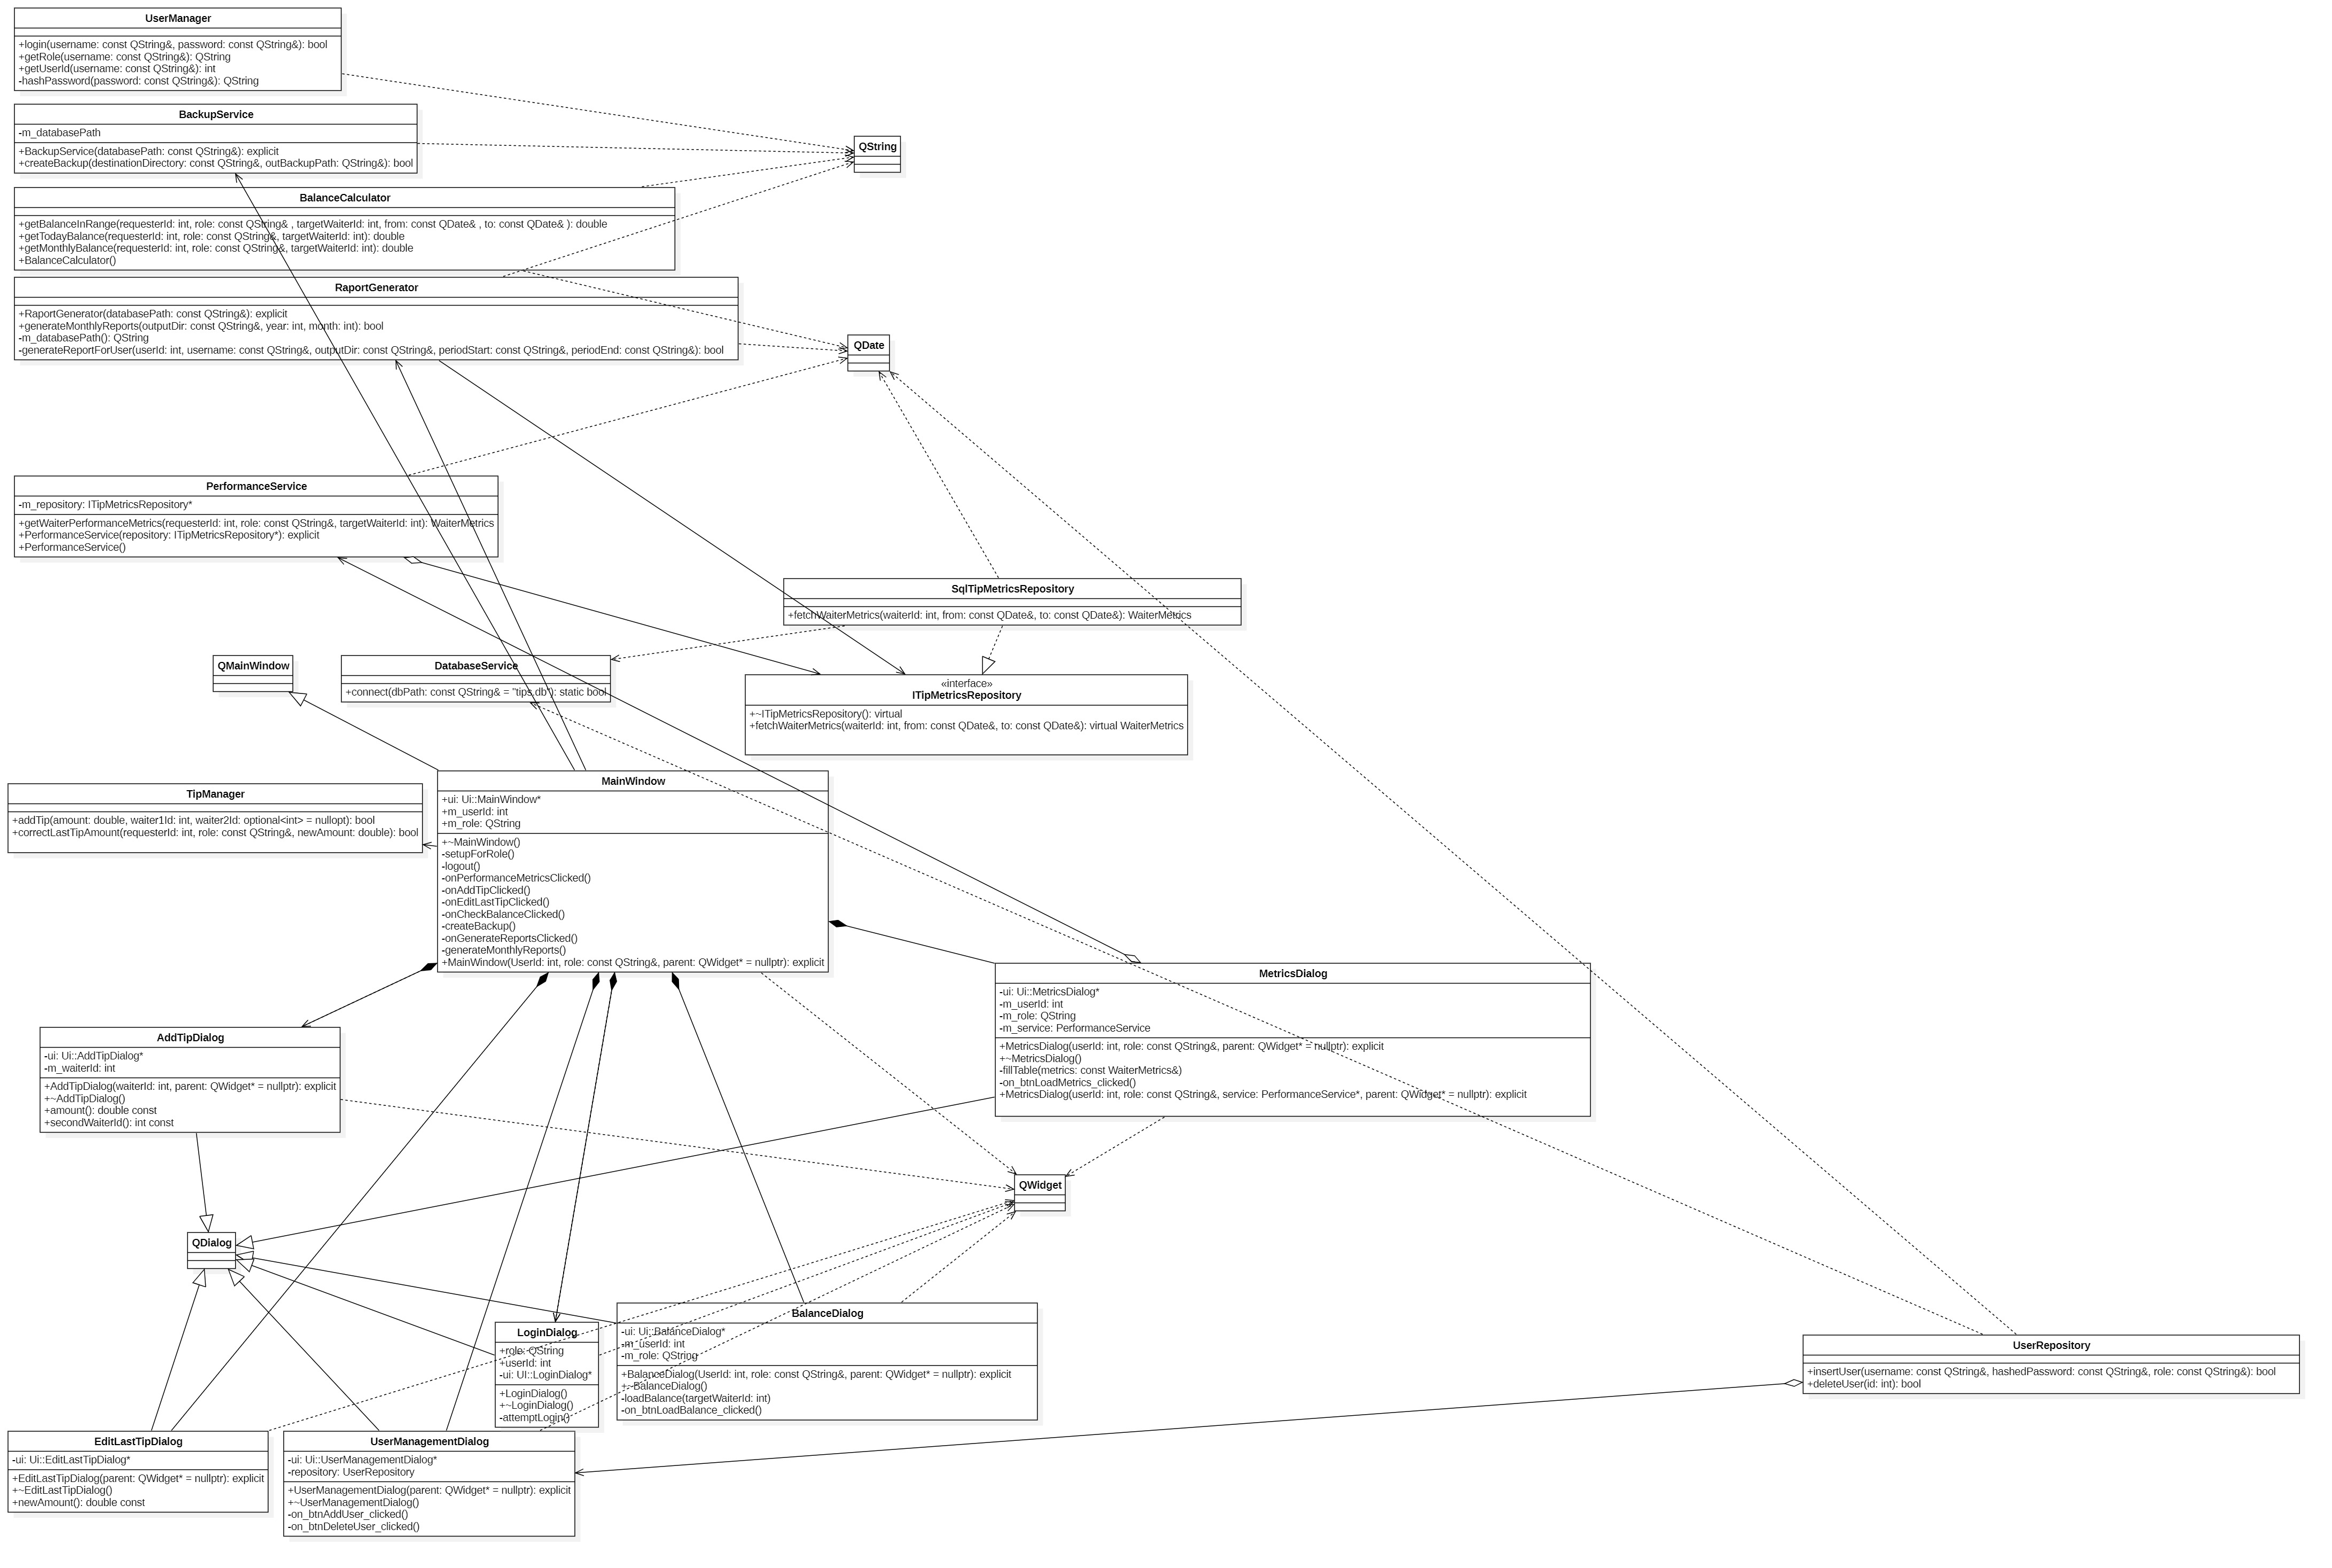 UserManager
+login(username: const QString&, password: const QString&): bool
+getRole(username: const QString&): QString
+getUserId(username: const QString&): int
-hashPassword(password: const QString&): QString
BackupService
-m_databasePath
+BackupService(databasePath: const QString&): explicit
+createBackup(destinationDirectory: const QString&, outBackupPath: QString&): bool
QString
BalanceCalculator
+getBalanceInRange(requesterId: int, role: const QString& , targetWaiterId: int, from: const QDate& , to: const QDate& ): double
+getTodayBalance(requesterId: int, role: const QString&, targetWaiterId: int): double
+getMonthlyBalance(requesterId: int, role: const QString&, targetWaiterId: int): double
+BalanceCalculator()
RaportGenerator
+RaportGenerator(databasePath: const QString&): explicit
+generateMonthlyReports(outputDir: const QString&, year: int, month: int): bool
-m_databasePath(): QString
-generateReportForUser(userId: int, username: const QString&, outputDir: const QString&, periodStart: const QString&, periodEnd: const QString&): bool
QDate
PerformanceService
-m_repository: ITipMetricsRepository*
+getWaiterPerformanceMetrics(requesterId: int, role: const QString&, targetWaiterId: int): WaiterMetrics
+PerformanceService(repository: ITipMetricsRepository*): explicit
+PerformanceService()
SqlTipMetricsRepository
+fetchWaiterMetrics(waiterId: int, from: const QDate&, to: const QDate&): WaiterMetrics
QMainWindow
DatabaseService
+connect(dbPath: const QString& = "tips.db"): static bool
«interface»
ITipMetricsRepository
+~ITipMetricsRepository(): virtual
+fetchWaiterMetrics(waiterId: int, from: const QDate&, to: const QDate&): virtual WaiterMetrics
TipManager
+addTip(amount: double, waiter1Id: int, waiter2Id: optional<int> = nullopt): bool
+correctLastTipAmount(requesterId: int, role: const QString&, newAmount: double): bool
MainWindow
+ui: Ui::MainWindow*
+m_userId: int
+m_role: QString
+~MainWindow()
-setupForRole()
-logout()
-onPerformanceMetricsClicked()
-onAddTipClicked()
-onEditLastTipClicked()
-onCheckBalanceClicked()
-createBackup()
-onGenerateReportsClicked()
-generateMonthlyReports()
+MainWindow(UserId: int, role: const QString&, parent: QWidget* = nullptr): explicit
MetricsDialog
-ui: Ui::MetricsDialog*
-m_userId: int
-m_role: QString
-m_service: PerformanceService
+MetricsDialog(userId: int, role: const QString&, parent: QWidget* = nullptr): explicit
+~MetricsDialog()
-fillTable(metrics: const WaiterMetrics&)
-on_btnLoadMetrics_clicked()
+MetricsDialog(userId: int, role: const QString&, service: PerformanceService*, parent: QWidget* = nullptr): explicit
AddTipDialog
-ui: Ui::AddTipDialog*
-m_waiterId: int
+AddTipDialog(waiterId: int, parent: QWidget* = nullptr): explicit
+~AddTipDialog()
+amount(): double const
+secondWaiterId(): int const
QWidget
QDialog
LoginDialog
+role: QString
+userId: int
-ui: UI::LoginDialog*
+LoginDialog()
+~LoginDialog()
-attemptLogin()
BalanceDialog
-ui: Ui::BalanceDialog*
-m_userId: int
-m_role: QString
+BalanceDialog(UserId: int, role: const QString&, parent: QWidget* = nullptr): explicit
+~BalanceDialog()
-loadBalance(targetWaiterId: int)
-on_btnLoadBalance_clicked()
UserRepository
+insertUser(username: const QString&, hashedPassword: const QString&, role: const QString&): bool
+deleteUser(id: int): bool
EditLastTipDialog
-ui: Ui::EditLastTipDialog*
+EditLastTipDialog(parent: QWidget* = nullptr): explicit
+~EditLastTipDialog()
+newAmount(): double const
UserManagementDialog
-ui: Ui::UserManagementDialog*
-repository: UserRepository
+UserManagementDialog(parent: QWidget* = nullptr): explicit
+~UserManagementDialog()
-on_btnAddUser_clicked()
-on_btnDeleteUser_clicked()